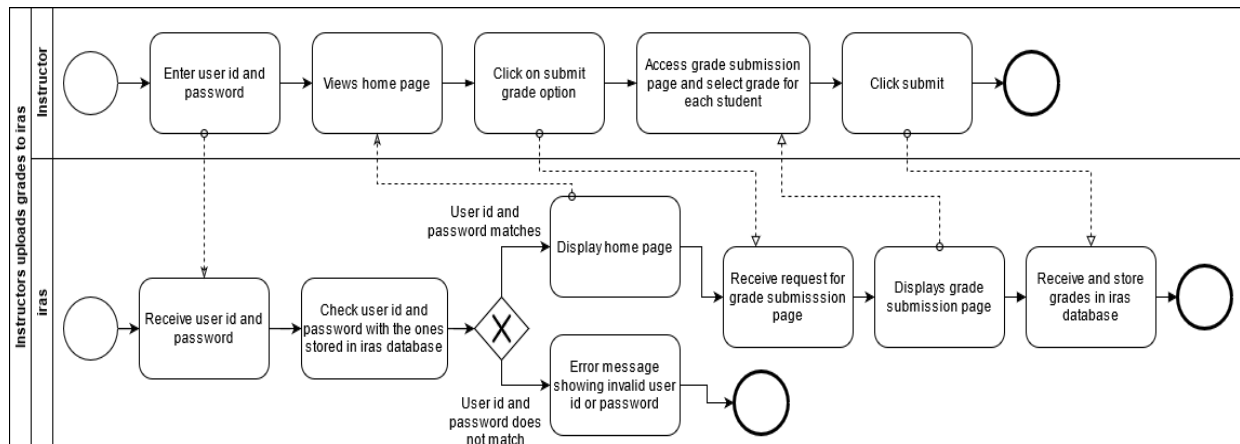 Instructors uploads grades to iras
Instructor
Enter user id and
password
Views home page
Click on submit
grade option
Access grade submission
page and select grade for
each student
Click submit
iras
Receive user id and
password
Check user id and
password with the ones
stored in iras database
User id and
password matches
Display home page
User id and
password does
not match
Error message
showing invalid user
id or password
Receive request for
grade submisssion
page
Displays grade
submission page
Receive and store
grades in iras
database